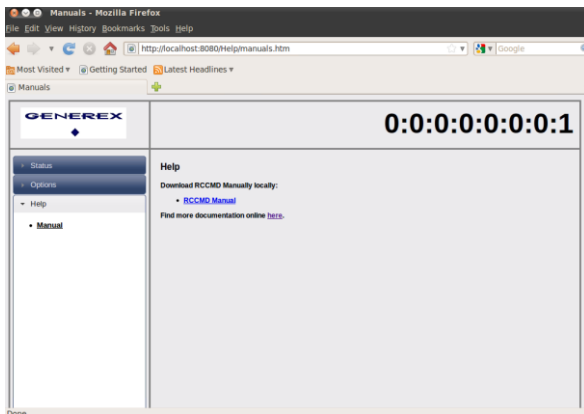 Manuals - Mozilla Firefox
File Edit View History Bookmarks Tools Help
http://localhost:8080/Help/manuals.htm
Google
Most Visited Getting Started Latest Headlines
Manuals
GENEREX
0:0:0:0:0:0:0:1
Status
Options
Help
Manual
Help
Download RCCMD Manually locally:
RCCMD Manual
Find more documentation online here.
Done